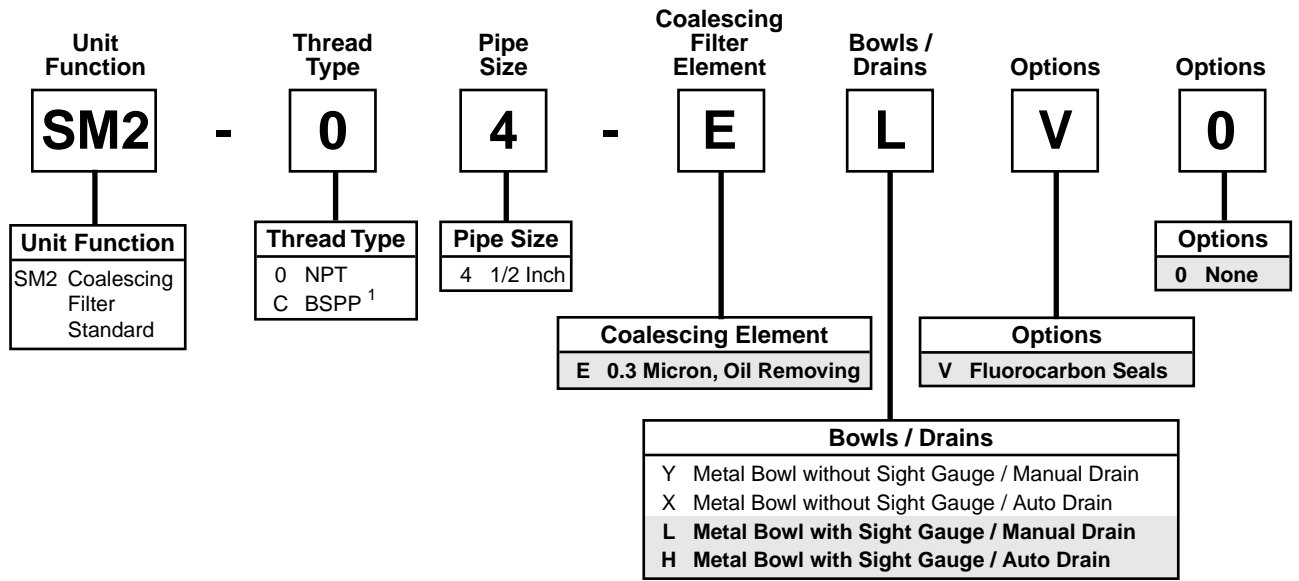 Unit
Function
Thread
Type
Pipe
Size
Coalescing
Filter
Element
Bowls /
Drains
Options
Options
SM2 - 0 4 - E L V 0
Unit Function
SM2 Coalescing
Filter
Standard
Thread Type
0 NPT
C BSPP 1
Pipe Size
4 1/2 Inch
Options
0 None
Coalescing Element
E 0.3 Micron, Oil Removing
Options
V Fluorocarbon Seals
Bowls / Drains
Y Metal Bowl without Sight Gauge / Manual Drain
X Metal Bowl without Sight Gauge / Auto Drain
L Metal Bowl with Sight Gauge / Manual Drain
H Metal Bowl with Sight Gauge / Auto Drain